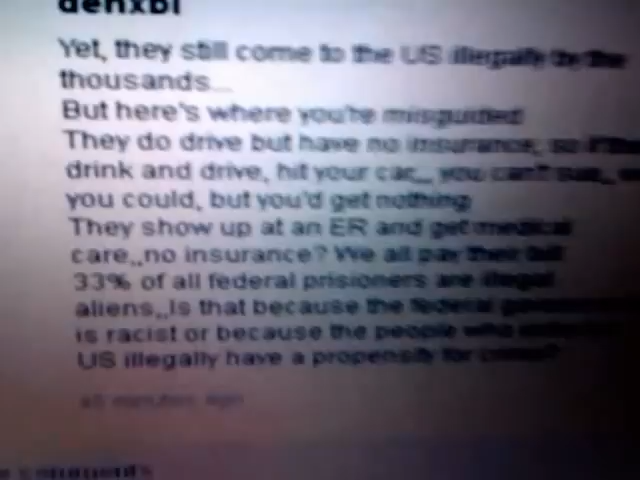 denxbi
Yet, they still come to the US illegally by the
thousands...
But here's where you're misguided
They do drive but have no insurance, so if they
drink and drive, hit your car,,, you can't sue,,
you could, but you'd get nothing
They show up at an ER and get medical
care,,no insurance? We all pay their bill
33% of all federal prisioners are illegal
aliens,,Is that because the federal government
is racist or because the people who
US illegally have a propensity for crime?
minutes ago
comments